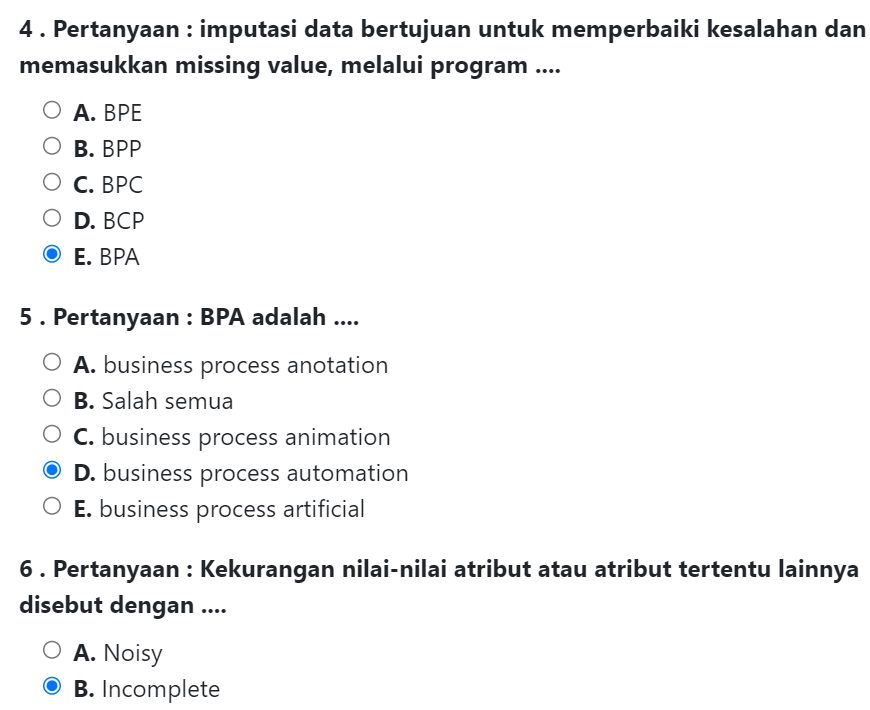 4 . Pertanyaan : imputasi data bertujuan untuk memperbaiki kesalahan dan
memasukkan missing value, melalui program ....
A. BPE
B. BPP
C. BPC
D. BCP
E. BPA
5 . Pertanyaan : BPA adalah ....
A. business process anotation
B. Salah semua
C. business process animation
D. business process automation
E. business process artificial
6 . Pertanyaan : Kekurangan nilai-nilai atribut atau atribut tertentu lainnya
disebut dengan ....
A. Noisy
B. Incomplete